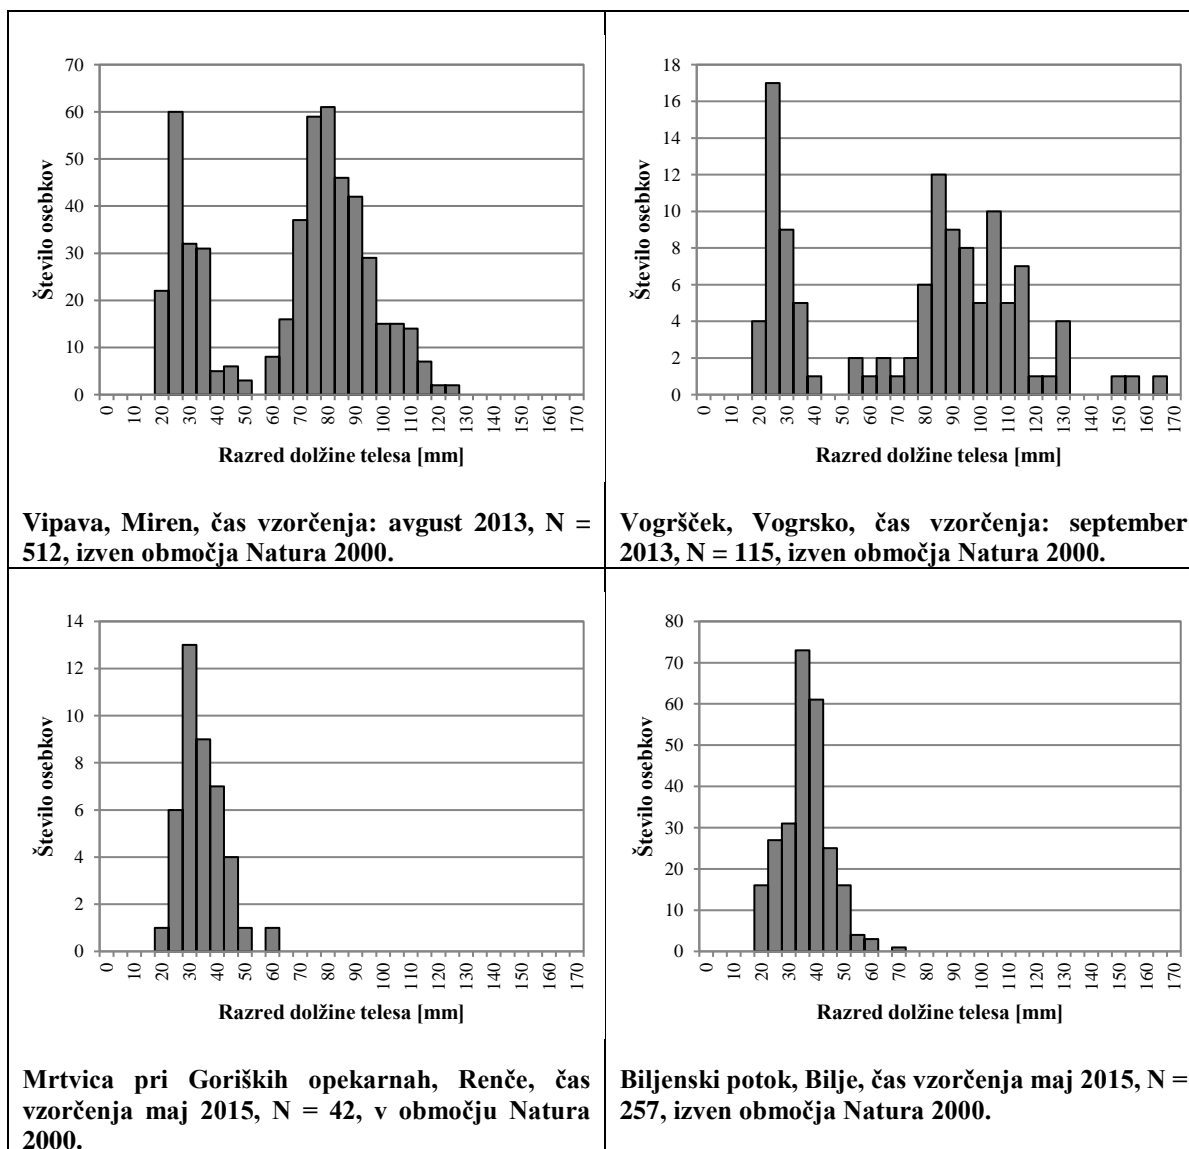 70
60
50
40
30
20
10
0
Število osebkov
0 10 20 30 40 50 60 70 80 90 100 110 120 130 140 150 160 170
Razred dolžine telesa [mm]
Vipava, Miren, čas vzorčenja: avgust 2013, N =
512, izven območja Natura 2000.
18
16
14
12
10
8
6
4
2
0
Število osebkov
0 10 20 30 40 50 60 70 80 90 100 110 120 130 140 150 160 170
Razred dolžine telesa [mm]
Vogršček, Vogrsko, čas vzorčenja: september
2013, N = 115, izven območja Natura 2000.
14
12
10
8
6
4
2
0
Število osebkov
0 10 20 30 40 50 60 70 80 90 100 110 120 130 140 150 160 170
Razred dolžine telesa [mm]
Mrtvica pri Goriških opekarnah, Renče, čas
vzorčenja maj 2015, N = 42, v območju Natura
2000.
80
70
60
50
40
30
20
10
0
Število osebkov
0 10 20 30 40 50 60 70 80 90 100 110 120 130 140 150 160 170
Razred dolžine telesa [mm]
Biljenski potok, Bilje, čas vzorčenja maj 2015, N =
257, izven območja Natura 2000.